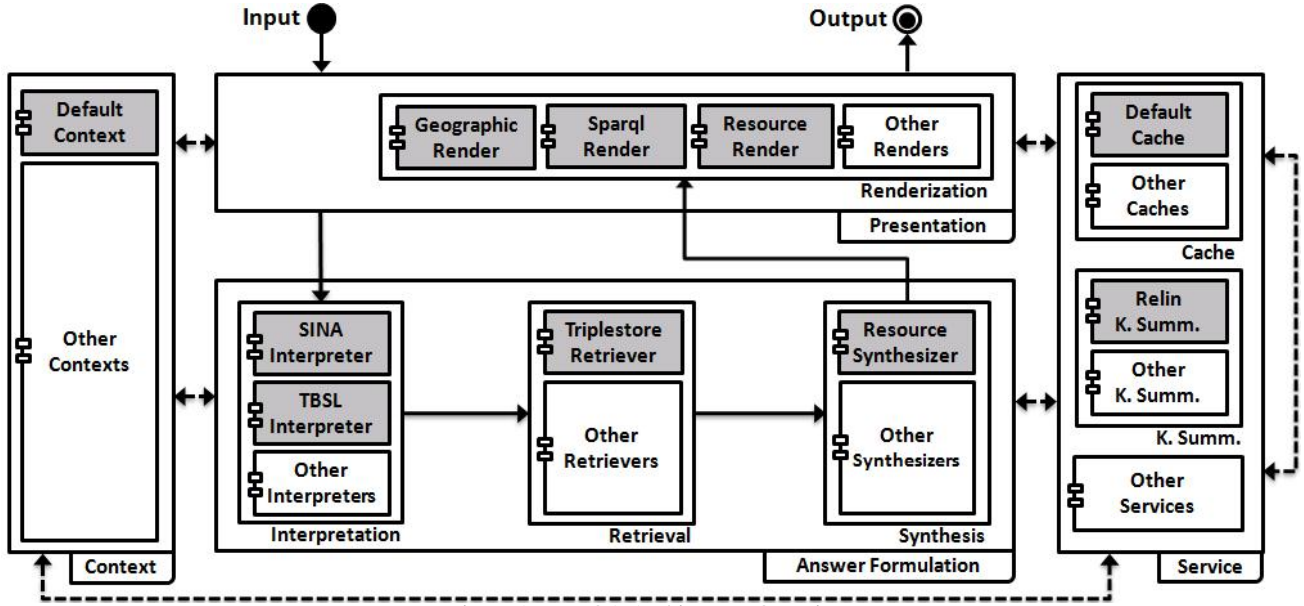 Input
Output
Default
Context
Other
Contexts
Context
Geographic
Render
Sparql
Render
Resource
Render
Other
Renders
Renderization
Presentation
SINA
Interpreter
TBSL
Interpreter
Other
Interpreters
Interpretation
Triplestore
Retriever
Other
Retrievers
Retrieval
Resource
Synthesizer
Other
Synthesizers
Synthesis
Answer Formulation
Default
Cache
Other
Caches
Cache
Relin
K. Summ.
Other
K. Summ.
K. Summ.
Other
Services
Service